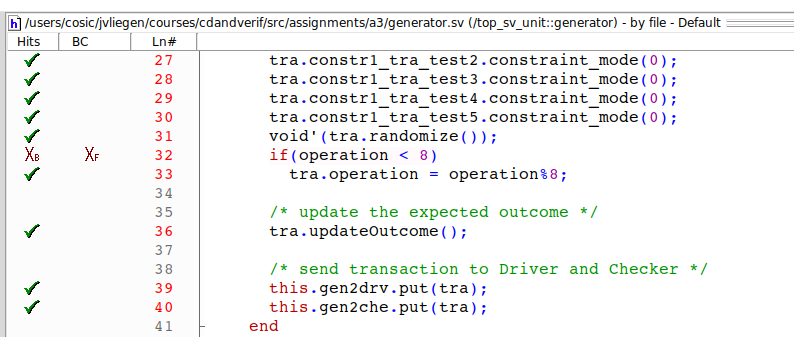 /users/cosic/jvliegen/courses/cdandverif/src/assignments/a3/generator.sv (/top_sv_unit::generator) - by file - Default
Hits BC Ln#
27 tra.constr1_tra_test2.constraint_mode(0);
28 tra.constr1_tra_test3.constraint_mode(0);
29 tra.constr1_tra_test4.constraint_mode(0);
30 tra.constr1_tra_test5.constraint_mode(0);
31 void'(tra.randomize());
XB XF 32 if(operation < 8)
33 tra.operation = operation%8;
34
35 /* update the expected outcome */
36 tra.updateOutcome();
37
38 /* send transaction to Driver and Checker */
39 this.gen2drv.put(tra);
40 this.gen2che.put(tra);
41 end